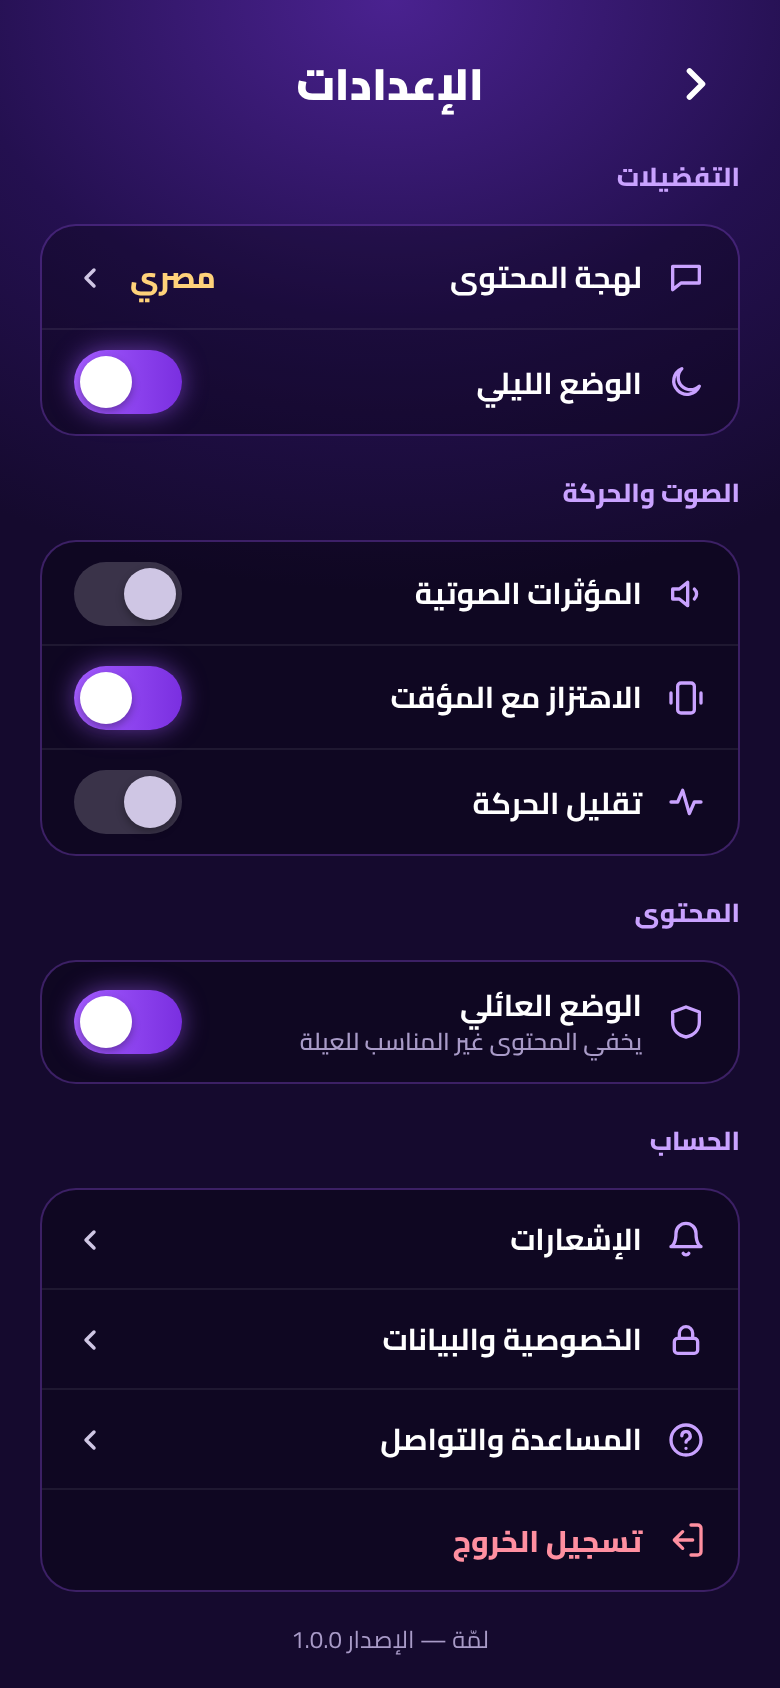 الإعدادات
التفضيلات
لهجة المحتوى
مصري
الوضع الليلي
الصوت والحركة
المؤثرات الصوتية
الاهتزاز مع المؤقت
تقليل الحركة
المحتوى
الوضع العائلي
يخفي المحتوى غير المناسب للعيلة
الحساب
الإشعارات
الخصوصية والبيانات
المساعدة والتواصل
تسجيل الخروج
لمّة — الإصدار 1.0.0